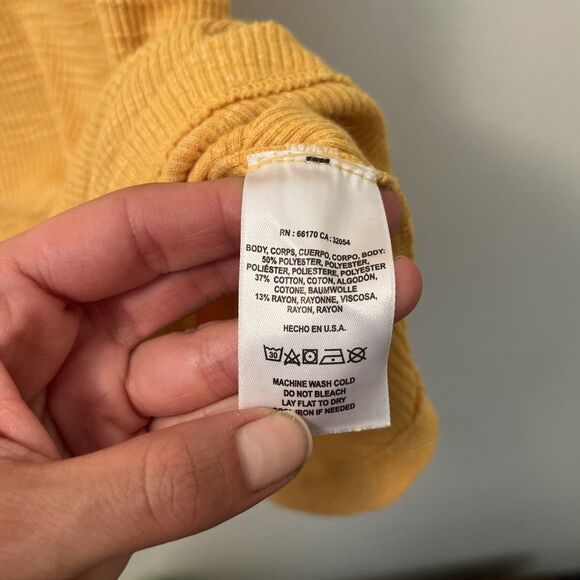 RN : 66170 CA : 32054
BODY, CORPS, CUERPO, CORPO, BODY:
50% POLYESTER, POLYESTER,
POLIÉSTER, POLIESTERE, POLYESTER
37% COTTON, COTON, ALGODÓN,
COTONE, BAUMWOLLE
13% RAYON, RAYONNE, VISCOSA,
RAYON, RAYON
HECHO EN U.S.A.
30
MACHINE WASH COLD
DO NOT BLEACH
LAY FLAT TO DRY
IRON IF NEEDED